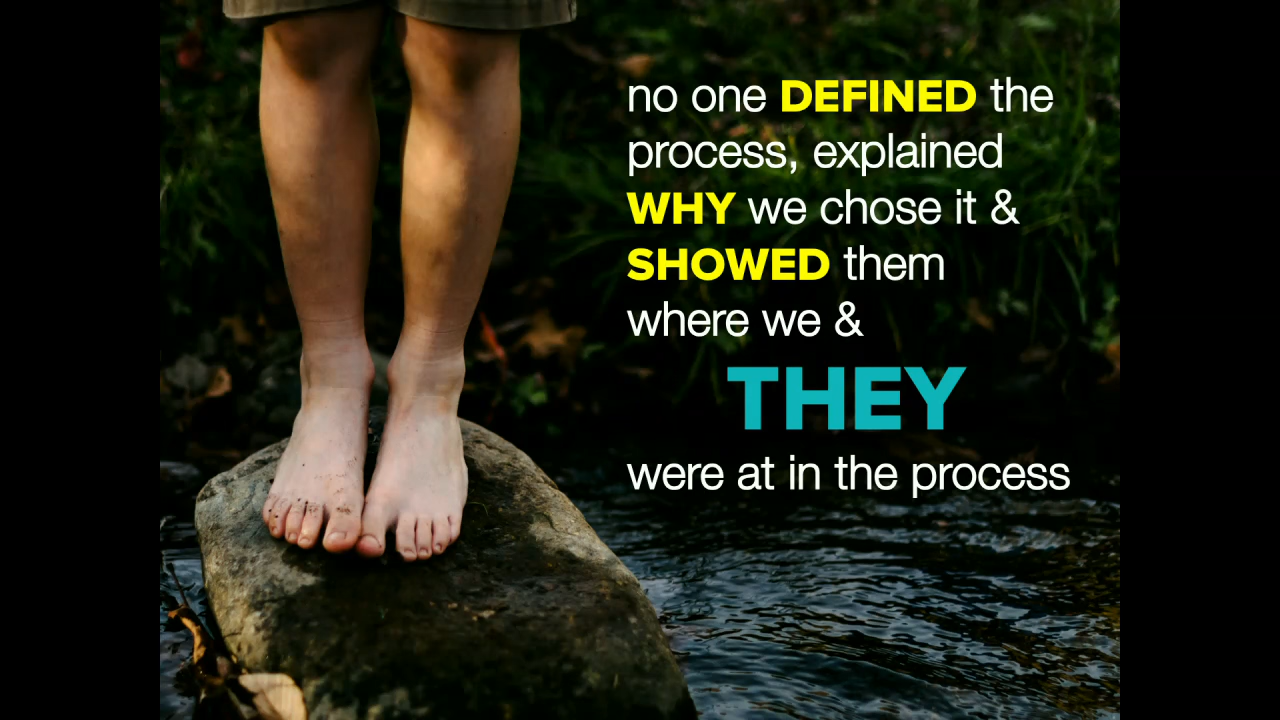 no one DEFINED the
process, explained
WHY we chose it &
SHOWED them
where we &
THEY
were at in the process